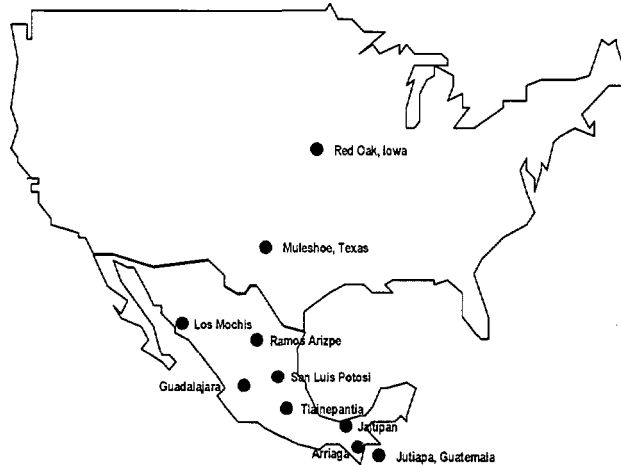 Red Oak, Iowa
Muleshoe, Texas
Los Mochis
Ramos Arizpe
San Luis Potosi
Guadalajara
Tlalnepantla
Jaltipan
Arriaga
Jutiapa, Guatemala